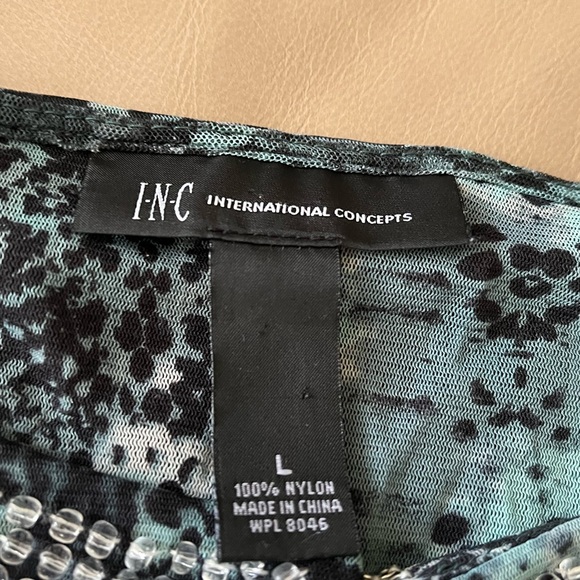 I·N·C INTERNATIONAL CONCEPTS
L
100% NYLON
MADE IN CHINA
WPL 8046